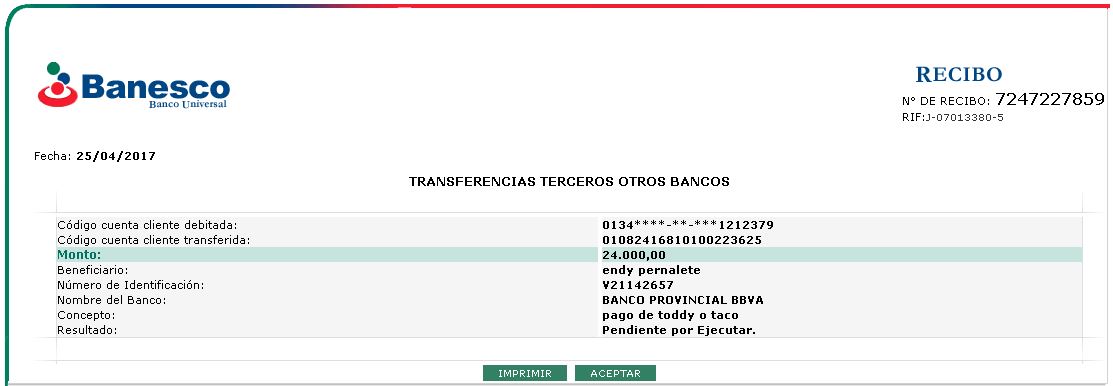 Banesco
Banco Universal
RECIBO
Nº DE RECIBO: 7247227859
RIF:J-07013380-5
Fecha: 25/04/2017
TRANSFERENCIAS TERCEROS OTROS BANCOS
Código cuenta cliente debitada: 0134****-**-***1212379
Código cuenta cliente transferida: 01082416810100223625
Monto: 24.000,00
Beneficiario: endy pernalete
Número de Identificación: V21142657
Nombre del Banco: BANCO PROVINCIAL BBVA
Concepto: pago de toddy o taco
Resultado: Pendiente por Ejecutar.
IMPRIMIR ACEPTAR